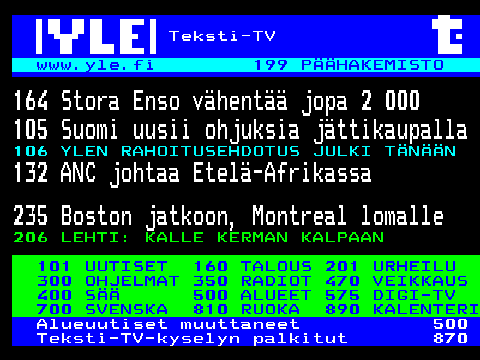 YLE Teksti-TV
www.yle.fi 199 PÄÄHAKEMISTO
164 Stora Enso vähentää jopa 2 000
105 Suomi uusii ohjuksia jättikaupalla
106 YLEN RAHOITUSEHDOTUS JULKI TÄNÄÄN
132 ANC johtaa Etelä-Afrikassa
235 Boston jatkoon, Montreal lomalle
206 LEHTI: KALLE KERMAN KALPAAN
101 UUTISET 160 TALOUS 201 URHEILU
300 OHJELMAT 350 RADIOT 470 VEIKKAUS
400 SÄÄ 500 ALUEET 575 DIGI-TV
700 SVENSKA 810 RUOKA 890 KALENTERI
Alueuutiset muuttaneet 500
Teksti-TV-kyselyn palkitut 870